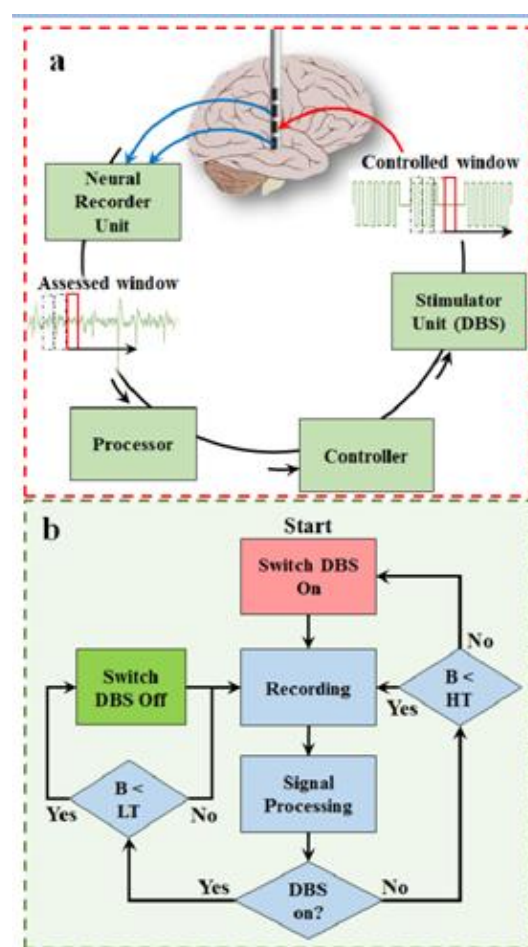 a
Controlled window
Neural
Recorder
Unit
Assessed window
Stimulator
Unit (DBS)
Processor
Controller
b
Start
Switch DBS
On
No
Switch
DBS Off
Recording
B <
HT
Yes
B <
LT
Signal
Processing
Yes
No
Yes
DBS
on?
No